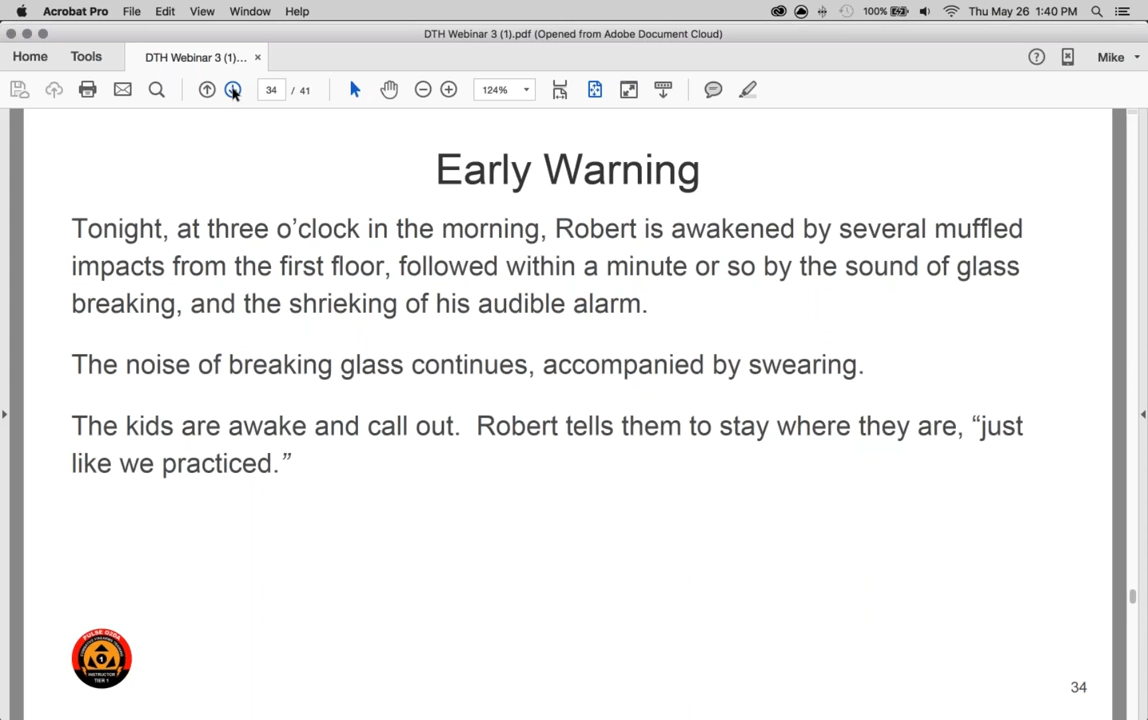 Acrobat Pro File Edit View Window Help 100% Thu May 26 1:40 PM
DTH Webinar 3 (1).pdf (Opened from Adobe Document Cloud)
Home Tools DTH Webinar 3 (1)... × Mike
34 / 41 124%
Early Warning
Tonight, at three o’clock in the morning, Robert is awakened by several muffled
impacts from the first floor, followed within a minute or so by the sound of glass
breaking, and the shrieking of his audible alarm.
The noise of breaking glass continues, accompanied by swearing.
The kids are awake and call out.  Robert tells them to stay where they are, “just
like we practiced.”
1
INSTRUCTOR
TIER 1
34